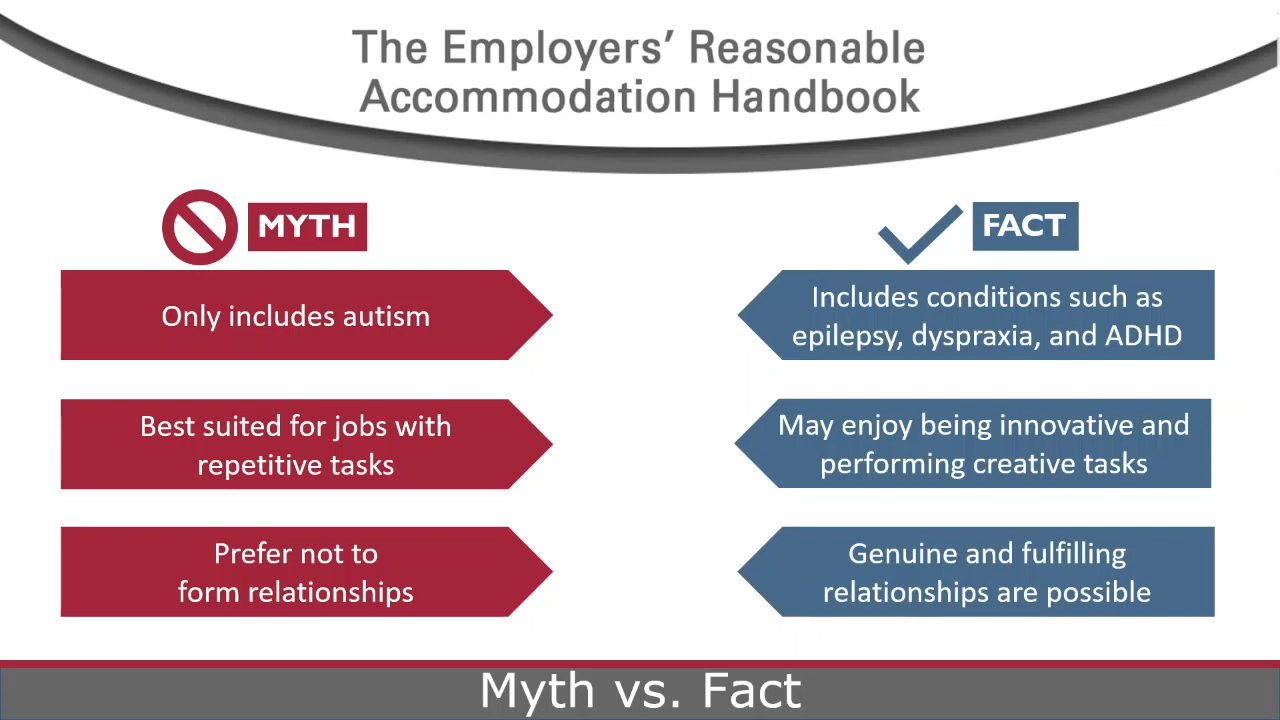 The Employers’ Reasonable
Accommodation Handbook
MYTH
FACT
Only includes autism
Includes conditions such as
epilepsy, dyspraxia, and ADHD
Best suited for jobs with
repetitive tasks
May enjoy being innovative and
performing creative tasks
Prefer not to
form relationships
Genuine and fulfilling
relationships are possible
Myth vs. Fact